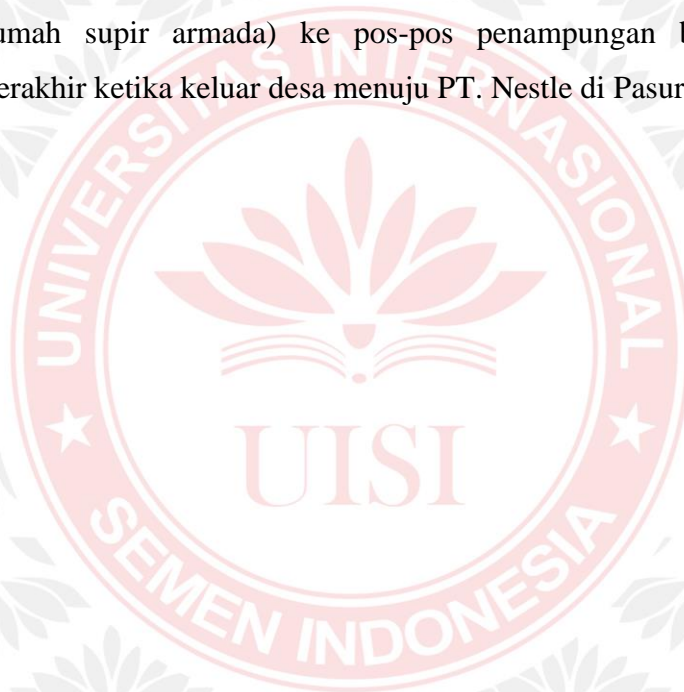 umah supir armada) ke pos-pos penampungan
erakhir ketika keluar desa menuju PT. Nestle di Pasur
UNIVERSITAS INTERNASIONAL
UISI
SEMEN INDONESIA